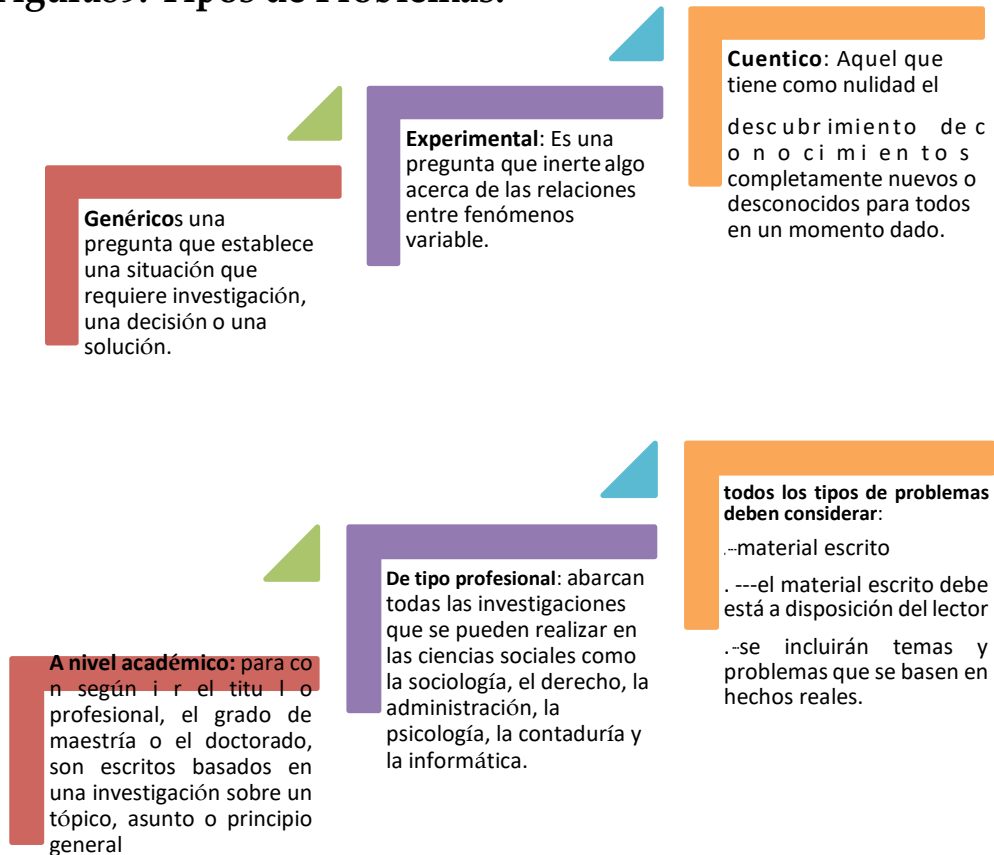 Tipos de Problemas.
Genéricos una
pregunta que establece
una situación que
requiere investigación,
una decisión o una
solución.
Experimental: Es una
pregunta que inerte algo
acerca de las relaciones
entre fenómenos
variable.
Cuentico: Aquel que
tiene como nulidad el
desc ubr imiento de c
o n o c i m i e n t o s
completamente nuevos o
desconocidos para todos
en un momento dado.
A nivel académico: para co
n según i r el titu l o
profesional, el grado de
maestría o el doctorado,
son escritos basados en
una investigación sobre un
tópico, asunto o principio
general
De tipo profesional: abarcan
todas las investigaciones
que se pueden realizar en
las ciencias sociales como
la sociología, el derecho, la
administración, la
psicología, la contaduría y
la informática.
todos los tipos de problemas
deben considerar:
.--material escrito
. ---el material escrito debe
está a disposición del lector
.--se incluirán temas y
problemas que se basen en
hechos reales.